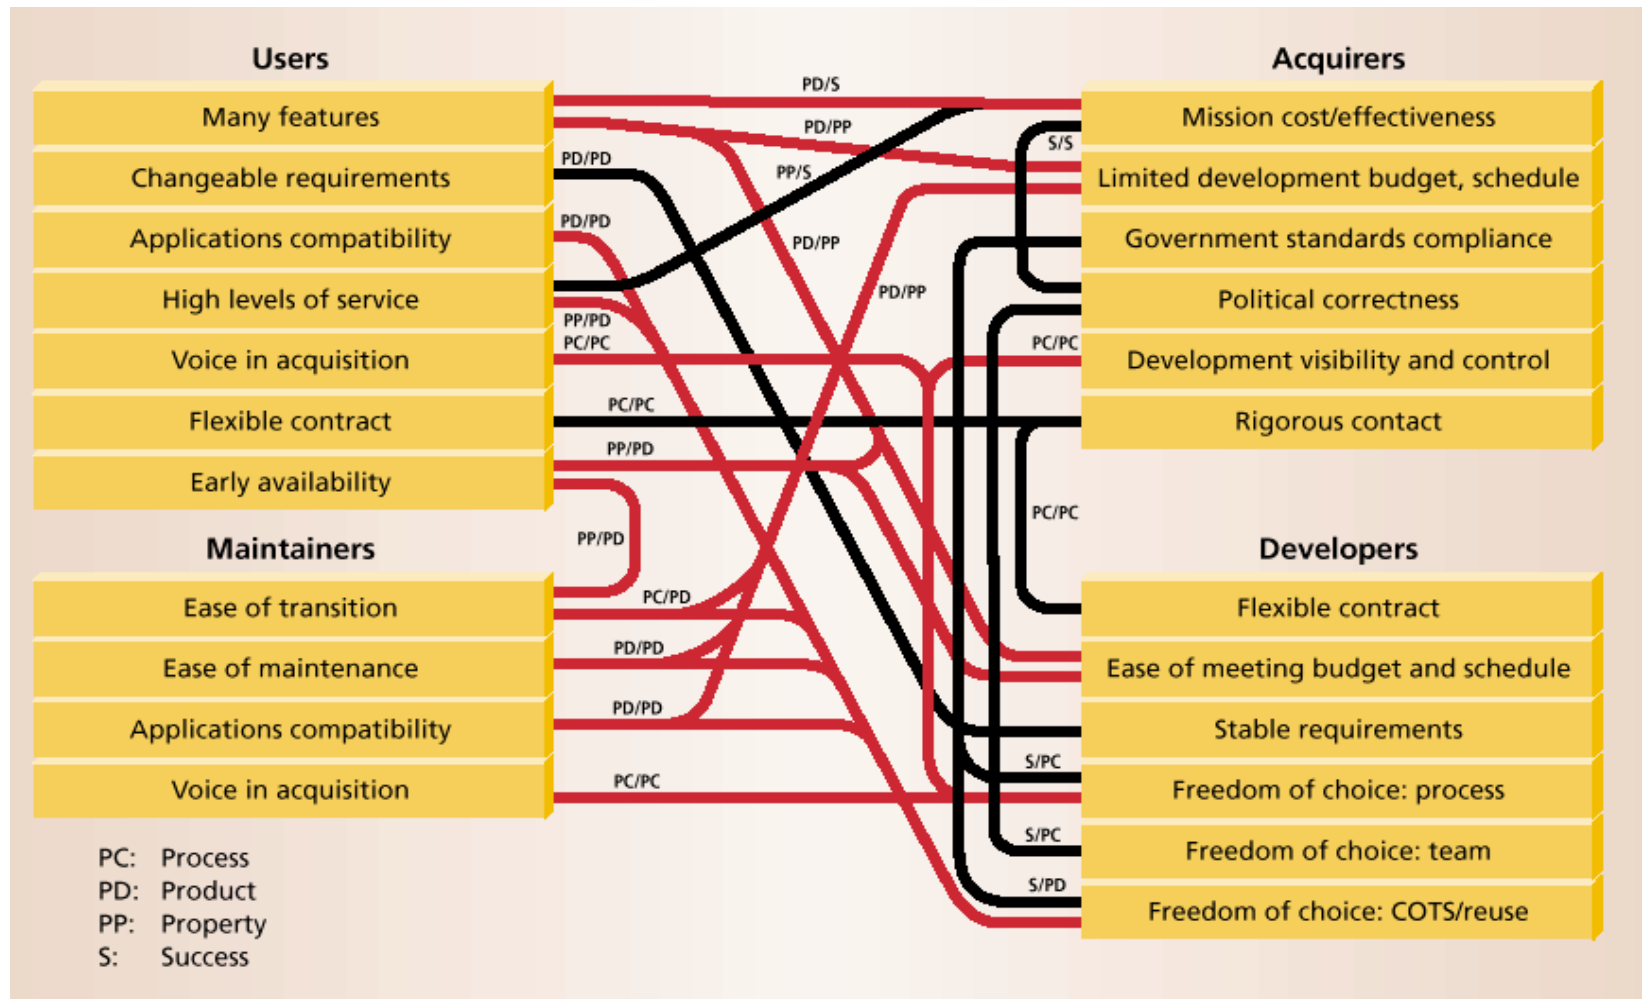 Users
Many features
Changeable requirements
Applications compatibility
High levels of service
Voice in acquisition
Flexible contract
Early availability
Maintainers
Ease of transition
Ease of maintenance
Applications compatibility
Voice in acquisition
PC: Process
PD: Product
PP: Property
S: Success
PD/S
PD/PP
PD/PD
PP/S
PD/PD
PD/PP
PD/PP
PP/PD
PC/PC
PC/PC
PP/PD
PP/PD
PC/PD
PD/PD
PD/PD
PC/PC
S/S
PC/PC
PC/PC
S/PC
S/PC
S/PD
Acquirers
Mission cost/effectiveness
Limited development budget, schedule
Government standards compliance
Political correctness
Development visibility and control
Rigorous contact
Developers
Flexible contract
Ease of meeting budget and schedule
Stable requirements
Freedom of choice: process
Freedom of choice: team
Freedom of choice: COTS/reuse